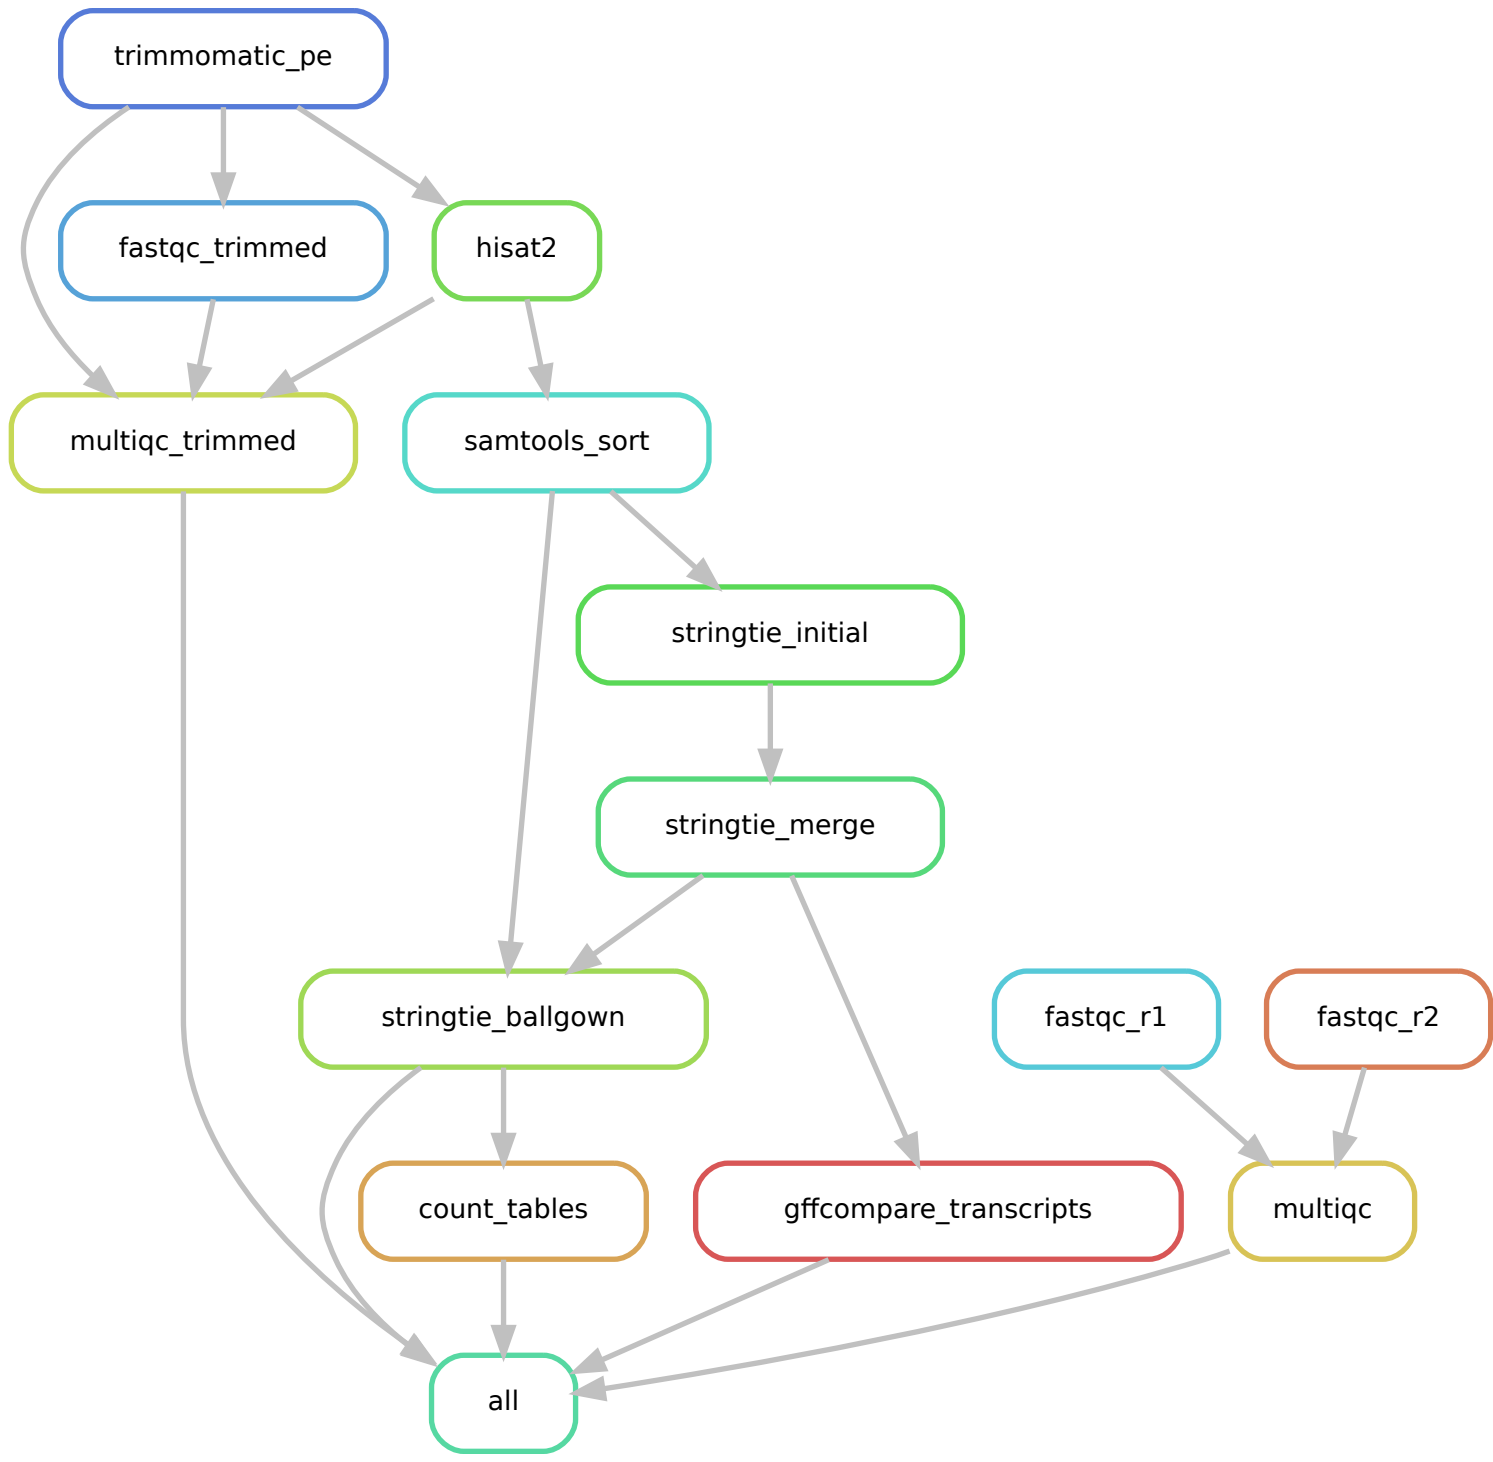 trimmomatic_pe
fastqc_trimmed
hisat2
multiqc_trimmed
samtools_sort
stringtie_initial
stringtie_merge
stringtie_ballgown
fastqc_r1
fastqc_r2
count_tables
gffcompare_transcripts
multiqc
all